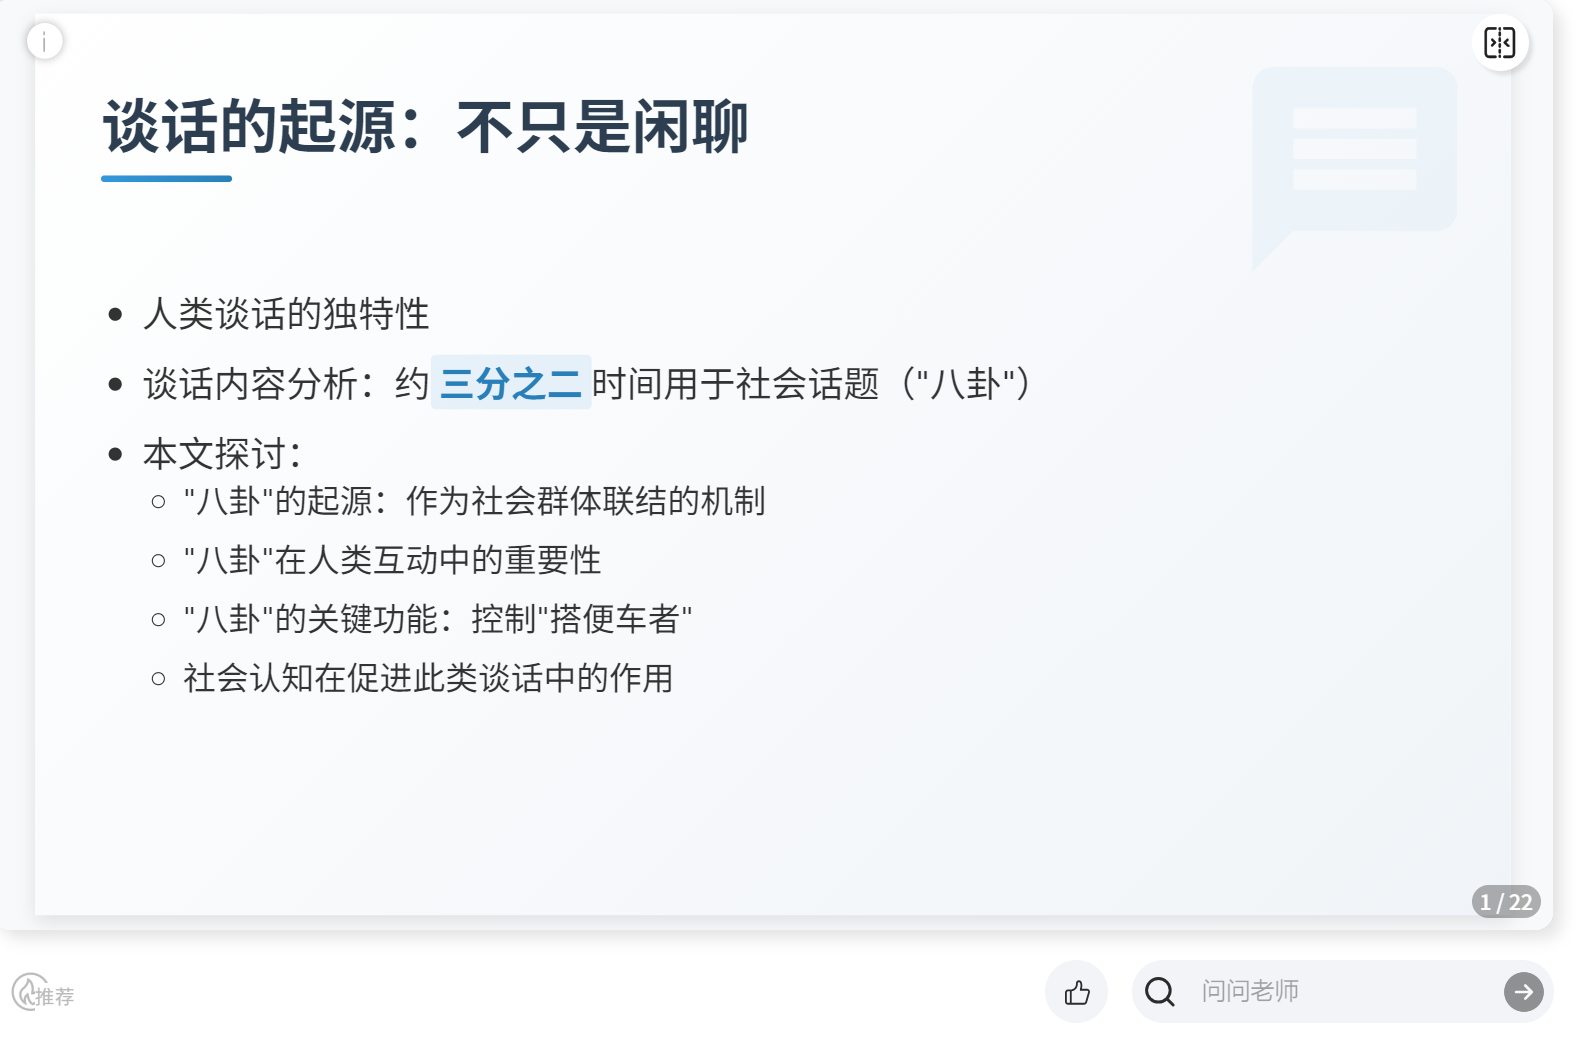 谈话的起源：不只是闲聊
人类谈话的独特性
谈话内容分析：约三分之二时间用于社会话题（"八卦"）
本文探讨：
"八卦"的起源：作为社会群体联结的机制
"八卦"在人类互动中的重要性
"八卦"的关键功能：控制"搭便车者"
社会认知在促进此类谈话中的作用
1 / 22
推荐
问问老师